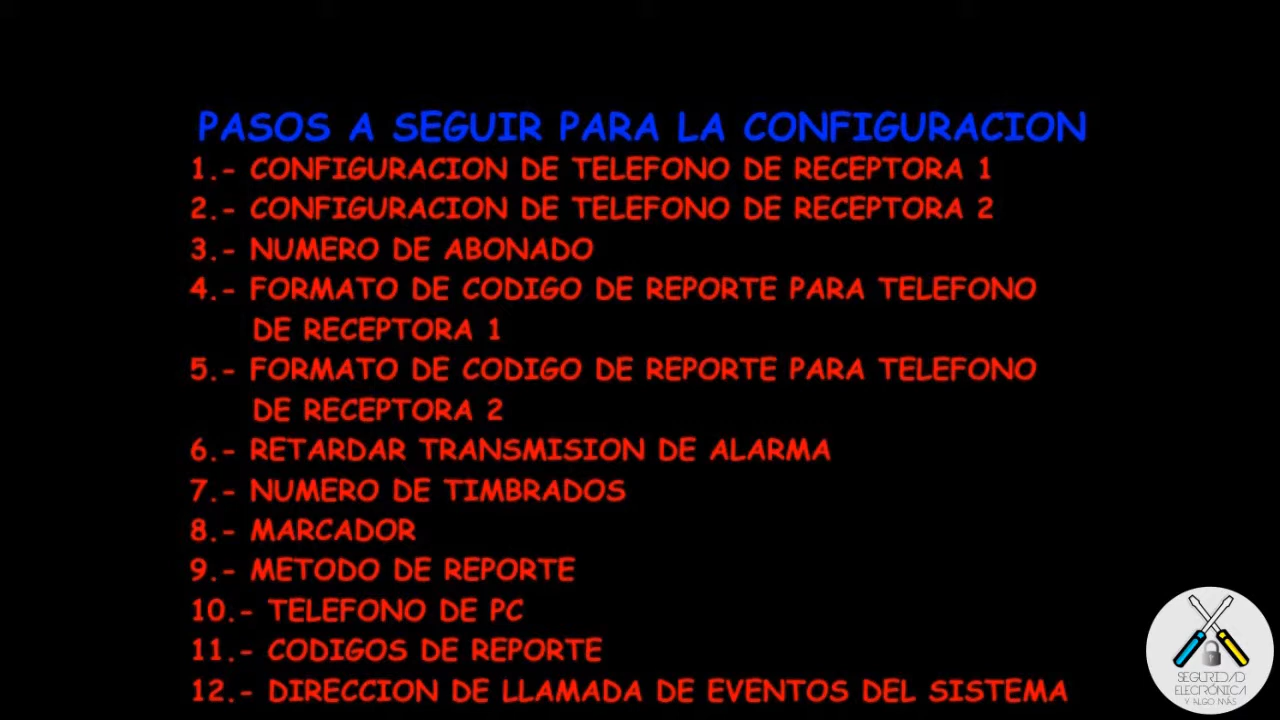 PASOS A SEGUIR PARA LA CONFIGURACION
1.- CONFIGURACION DE TELEFONO DE RECEPTORA 1
2.- CONFIGURACION DE TELEFONO DE RECEPTORA 2
3.- NUMERO DE ABONADO
4.- FORMATO DE CODIGO DE REPORTE PARA TELEFONO
DE RECEPTORA 1
5.- FORMATO DE CODIGO DE REPORTE PARA TELEFONO
DE RECEPTORA 2
6.- RETARDAR TRANSMISION DE ALARMA
7.- NUMERO DE TIMBRADOS
8.- MARCADOR
9.- METODO DE REPORTE
10.- TELEFONO DE PC
11.- CODIGOS DE REPORTE
12.- DIRECCION DE LLAMADA DE EVENTOS DEL SISTEMA
SEGURIDAD
ELECTRÓNICA
Y ALGO MÁS